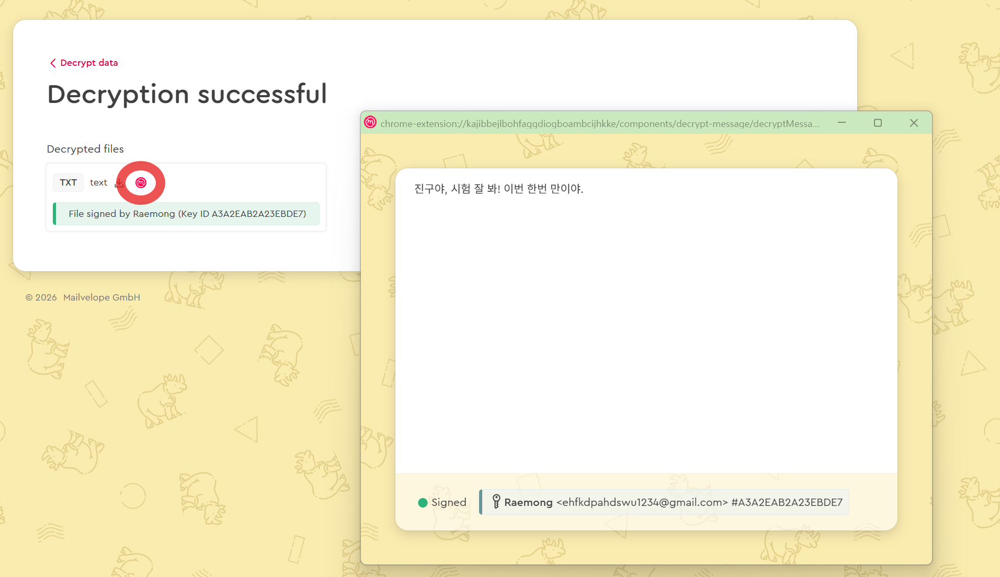 Decrypt data
Decryption successful
Decrypted files
TXT text
File signed by Raemong (Key ID A3A2EAB2A23EBDE7)
© 2026 Mailvelope GmbH
chrome-extension://kajibbejlbohfaggdiogboambcijhkke/components/decrypt-message/decryptMessa...
진구야, 시험 잘 봐! 이번 한번 만이야.
Signed Raemong <ehfkdpahdswu1234@gmail.com> #A3A2EAB2A23EBDE7